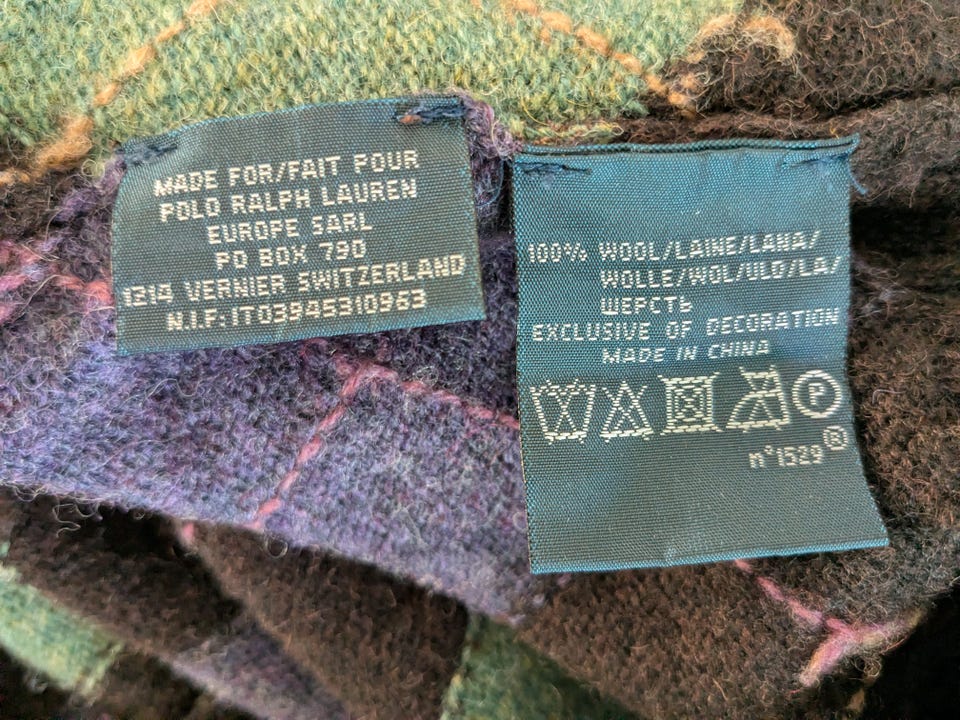 MADE FOR/FAIT POUR
POLO RALPH LAUREN
EUROPE SARL
PO BOX 790
1214 VERNIER SWITZERLAND
N.I.F.:IT03945310963
100% WOOL/LAINE/LANA/
WOLLE/WOL/ULD/LA/
ШЕРСТЬ
EXCLUSIVE OF DECORATION
MADE IN CHINA
P
n°1529®